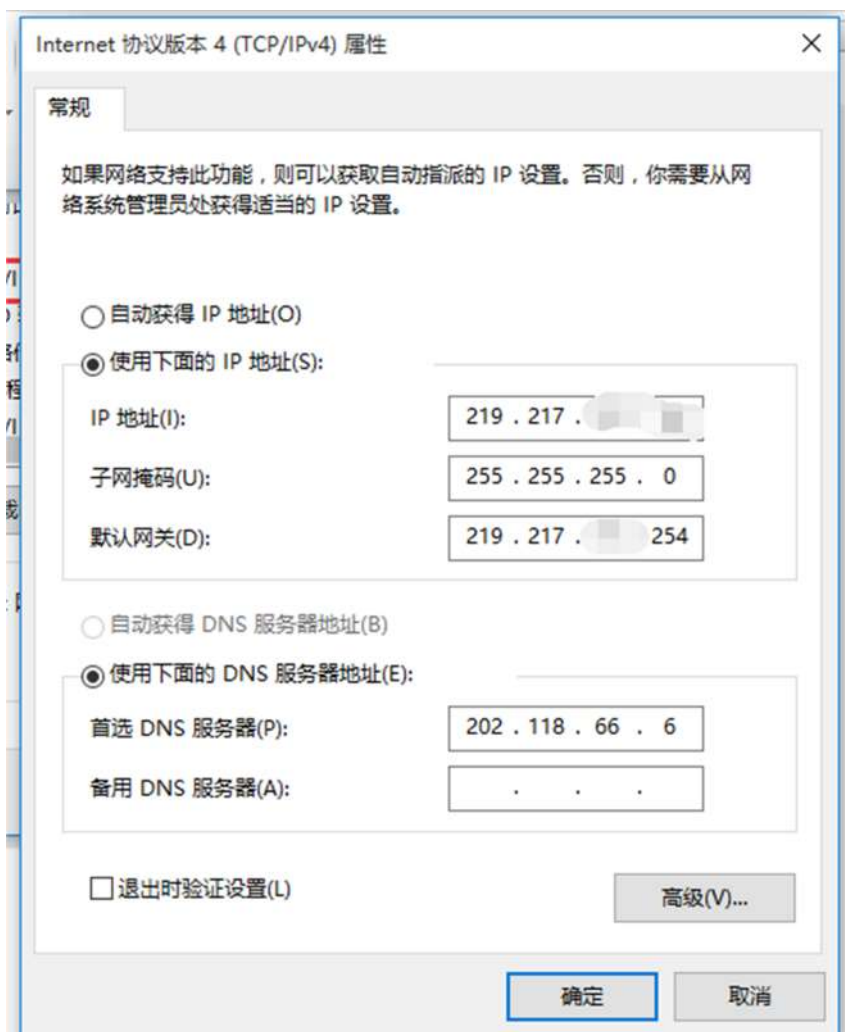 Internet 协议版本 4 (TCP/IPv4) 属性
常规
如果网络支持此功能，则可以获取自动指派的 IP 设置。否则，你需要从网
络系统管理员处获得适当的 IP 设置。
自动获得 IP 地址(O)
使用下面的 IP 地址(S):
IP 地址(I): 219 . 217 .
子网掩码(U): 255 . 255 . 255 . 0
默认网关(D): 219 . 217 . 254
自动获得 DNS 服务器地址(B)
使用下面的 DNS 服务器地址(E):
首选 DNS 服务器(P): 202 . 118 . 66 . 6
备用 DNS 服务器(A): . . .
退出时验证设置(L)
高级(V)...
确定 取消